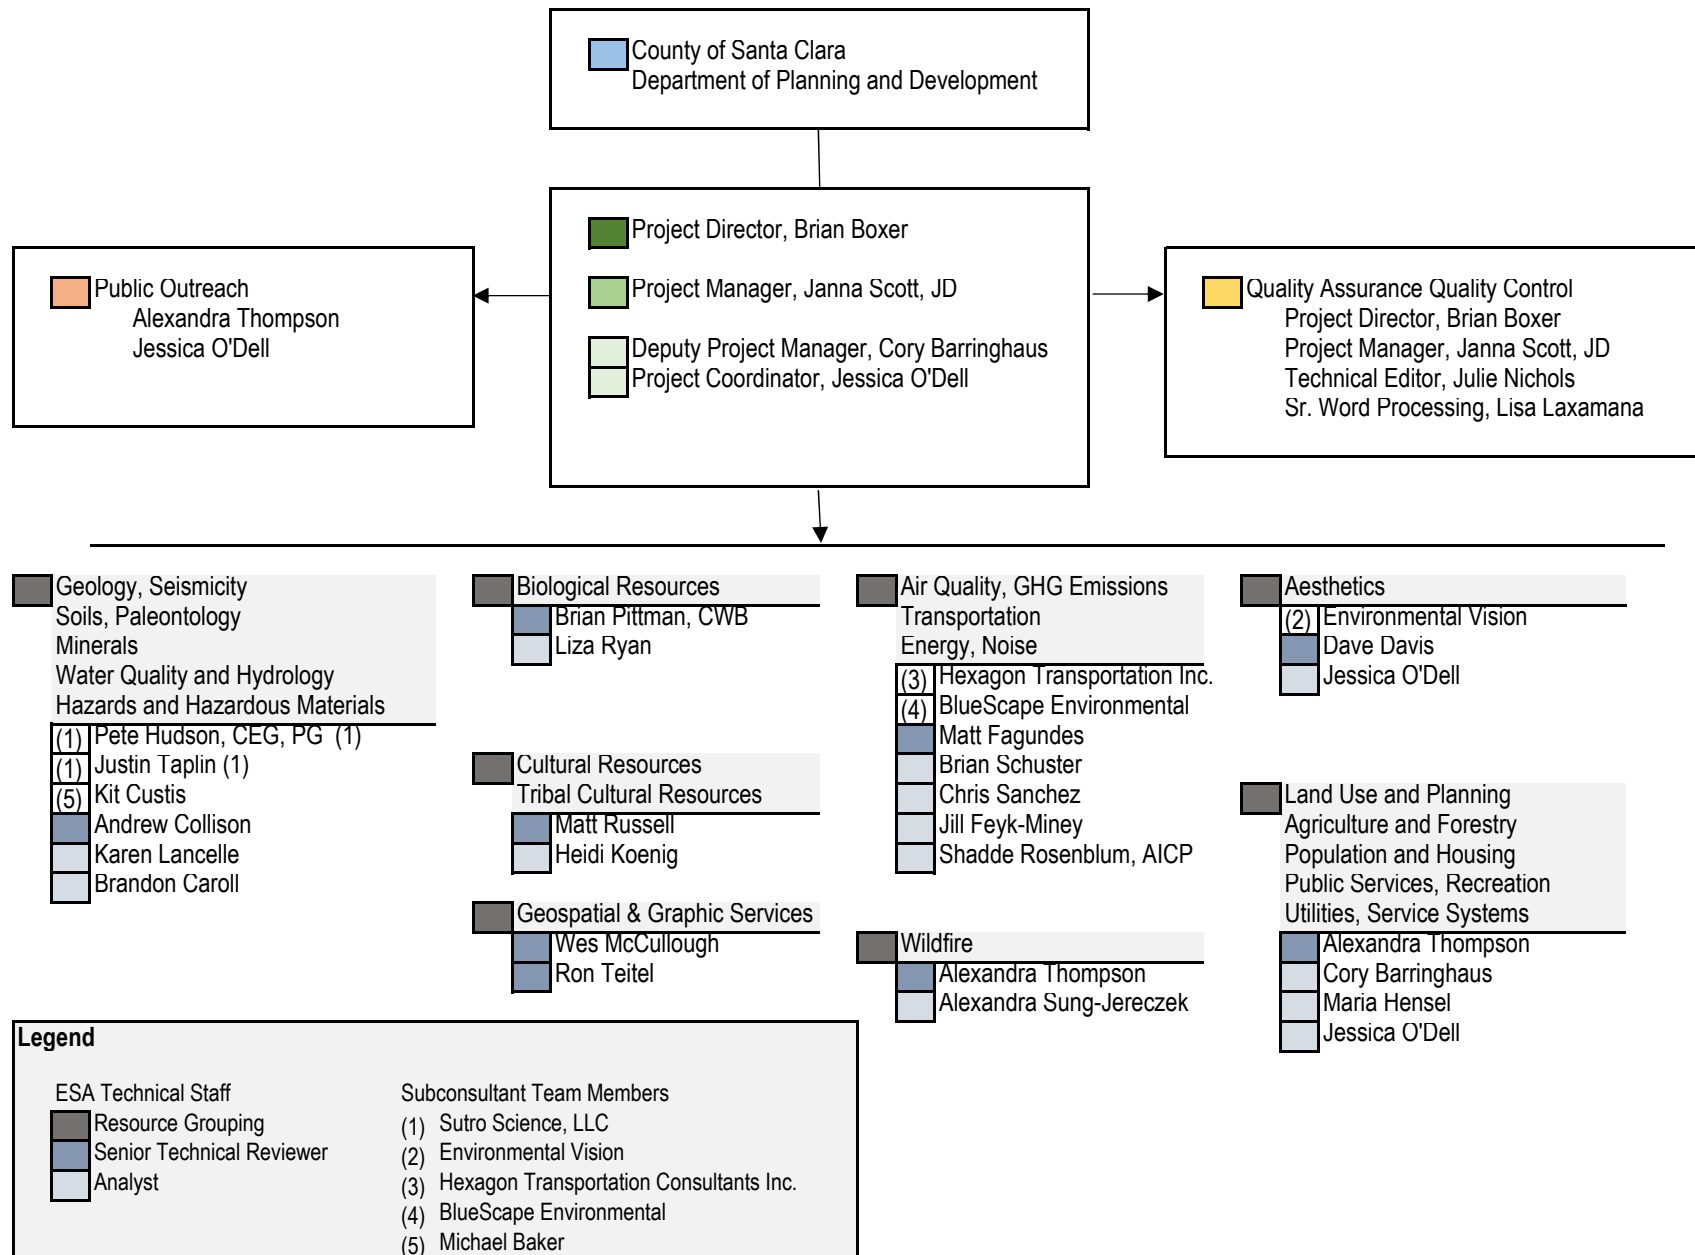 County of Santa Clara
Department of Planning and Development
Project Director, Brian Boxer
Project Manager, Janna Scott, JD
Deputy Project Manager, Cory Barringhaus
Project Coordinator, Jessica O'Dell
Public Outreach
Alexandra Thompson
Jessica O'Dell
Quality Assurance Quality Control
Project Director, Brian Boxer
Project Manager, Janna Scott, JD
Technical Editor, Julie Nichols
Sr. Word Processing, Lisa Laxamana
Geology, Seismicity
Soils, Paleontology
Minerals
Water Quality and Hydrology
Hazards and Hazardous Materials
(1) Pete Hudson, CEG, PG (1)
(1) Justin Taplin (1)
(5) Kit Custis
Andrew Collison
Karen Lancelle
Brandon Caroll
Biological Resources
Brian Pittman, CWB
Liza Ryan
Cultural Resources
Tribal Cultural Resources
Matt Russell
Heidi Koenig
Geospatial & Graphic Services
Wes McCullough
Ron Teitel
Air Quality, GHG Emissions
Transportation
Energy, Noise
(3) Hexagon Transportation Inc.
(4) BlueScape Environmental
Matt Fagundes
Brian Schuster
Chris Sanchez
Jill Feyk-Miney
Shadde Rosenblum, AICP
Wildfire
Alexandra Thompson
Alexandra Sung-Jereczek
Aesthetics
(2) Environmental Vision
Dave Davis
Jessica O'Dell
Land Use and Planning
Agriculture and Forestry
Population and Housing
Public Services, Recreation
Utilities, Service Systems
Alexandra Thompson
Cory Barringhaus
Maria Hensel
Jessica O'Dell
Legend
ESA Technical Staff
Resource Grouping
Senior Technical Reviewer
Analyst
Subconsultant Team Members
(1) Sutro Science, LLC
(2) Environmental Vision
(3) Hexagon Transportation Consultants Inc.
(4) BlueScape Environmental
(5) Michael Baker